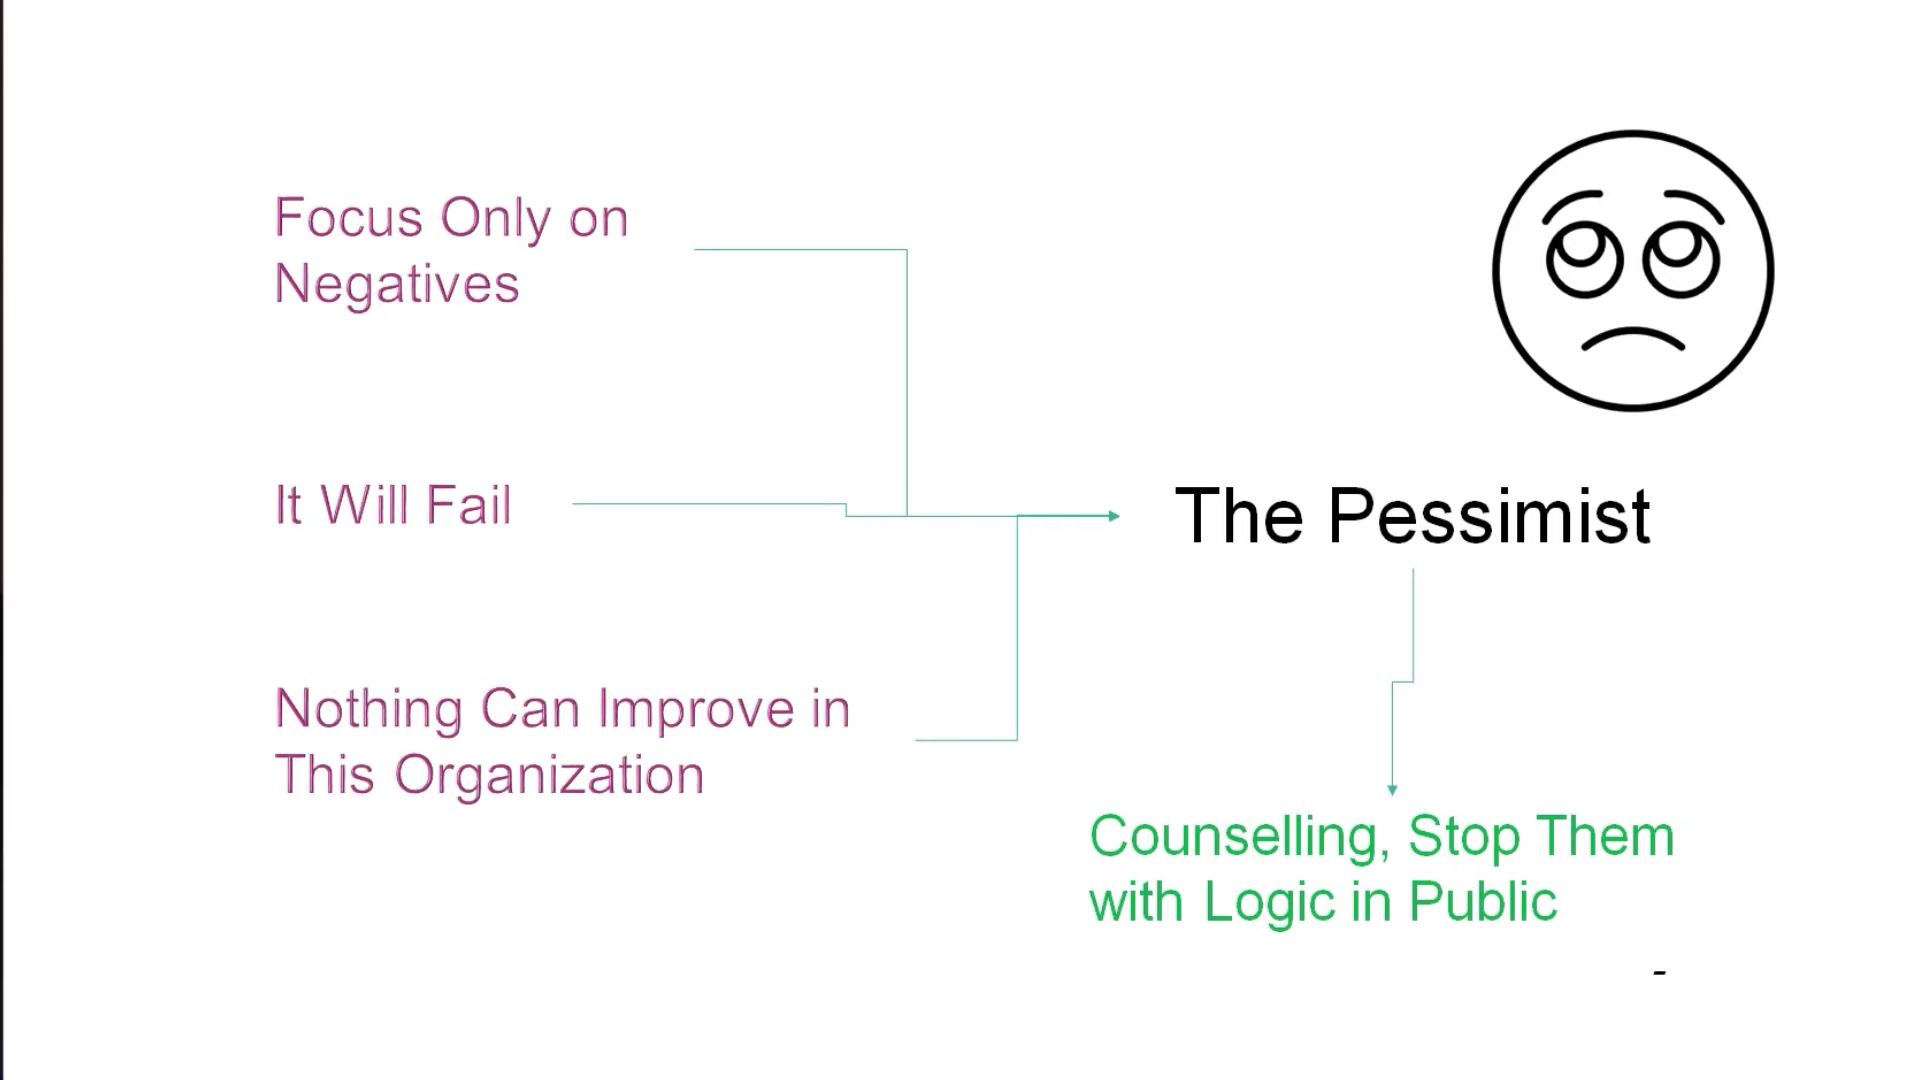 Focus Only on
Negatives
It Will Fail
The Pessimist
Nothing Can Improve in
This Organization
Counselling, Stop Them
with Logic in Public
-